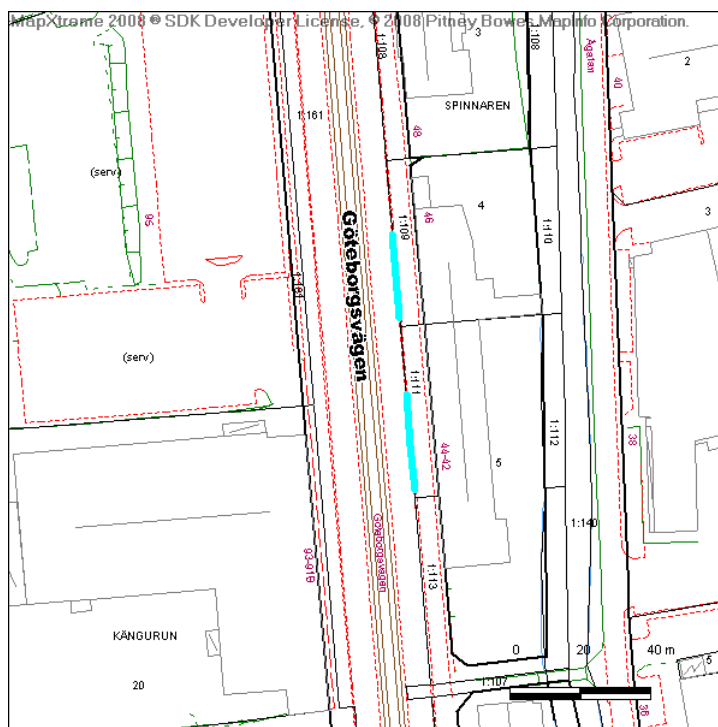 MapXtreme 2008 ® SDK Developer License, © 2008 Pitney Bowes MapInfo Corporation.
1:108
3
1:108
Ågatan
40
2
1:161
SPINNAREN
48
(serv)
95
4
46
1:109
1:110
3
Göteborgsvägen
1:161
(serv)
1:111
44-42
5
1:112
38
1:140
Göteborgsvägen
93-91B
1:113
KÄNGURUN
20
0 20 40 m
5
1:107
36